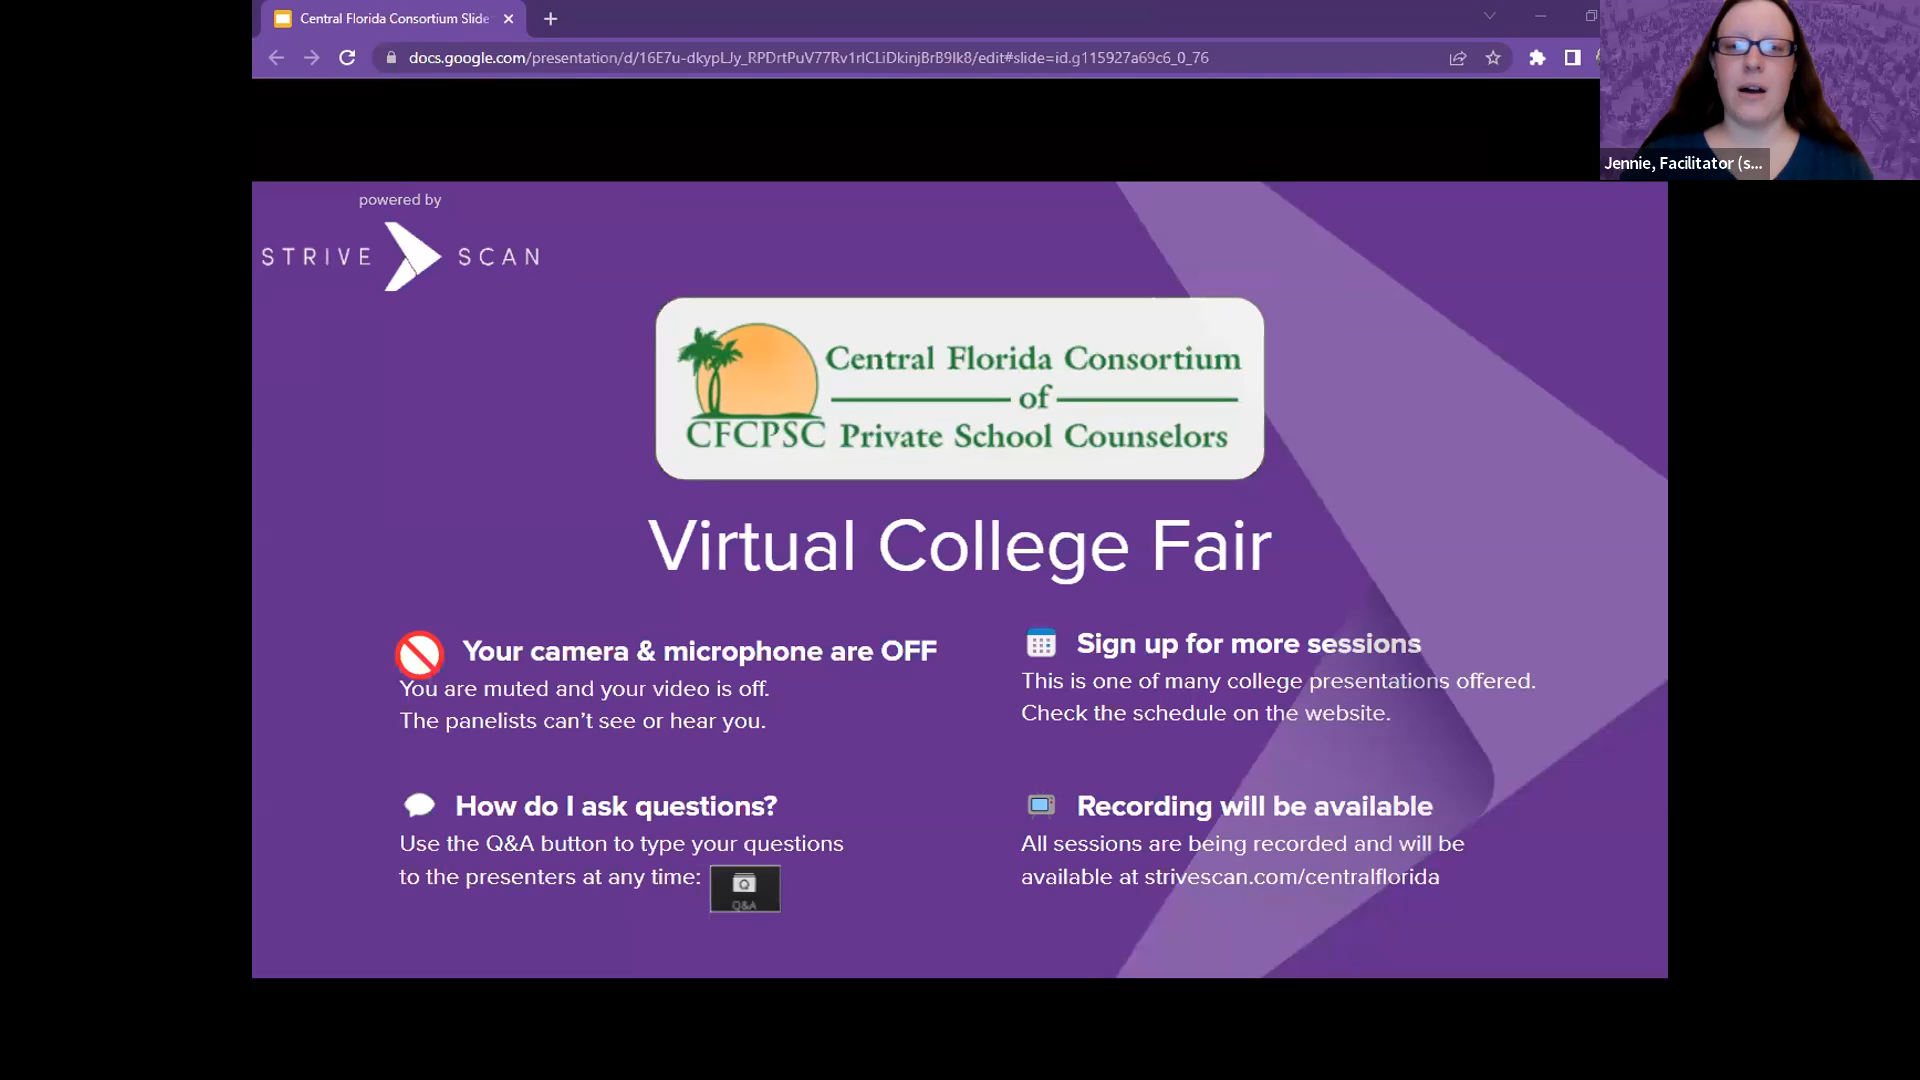 Central Florida Consortium Slide
docs.google.com/presentation/d/16E7u-dkypLJy_RPDrtPuV77Rv1rICLiDkinjBrB9Ik8/edit#slide=id.g115927a69c6_0_76
Jennie, Facilitator (s...
powered by
STRIVE SCAN
Central Florida Consortium
of
CFCPSC Private School Counselors
Virtual College Fair
Your camera & microphone are OFF
You are muted and your video is off.
The panelists can't see or hear you.
Sign up for more sessions
This is one of many college presentations offered.
Check the schedule on the website.
How do I ask questions?
Use the Q&A button to type your questions
to the presenters at any time:
Q&A
Recording will be available
All sessions are being recorded and will be
available at strivescan.com/centralflorida